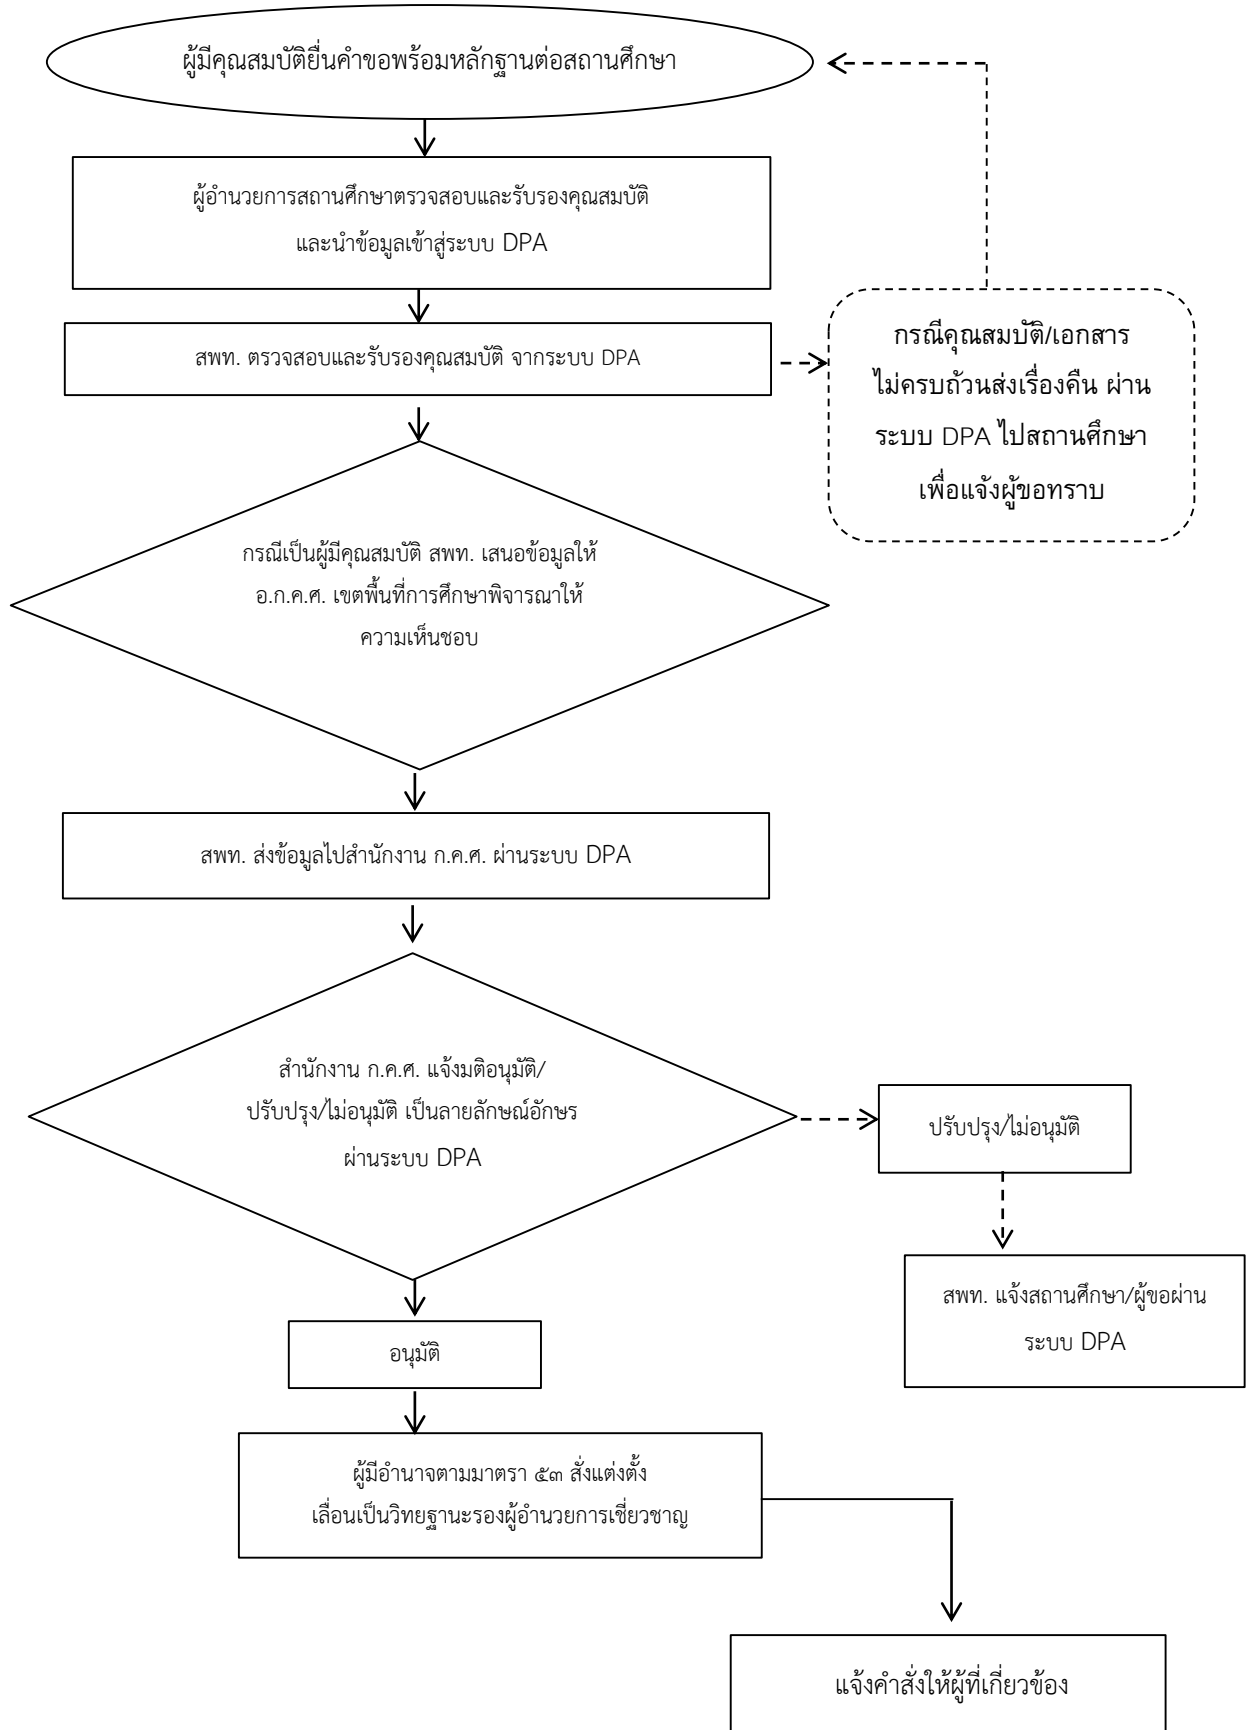 ผู้มีคุณสมบัติยื่นคำขอพร้อมหลักฐานต่อสถานศึกษา
ผู้อำนวยการสถานศึกษาตรวจสอบและรับรองคุณสมบัติ
และนำข้อมูลเข้าสู่ระบบ DPA
สพท. ตรวจสอบและรับรองคุณสมบัติ จากระบบ DPA
กรณีคุณสมบัติ/เอกสาร
ไม่ครบถ้วนส่งเรื่องคืน ผ่าน
ระบบ DPA ไปสถานศึกษา
เพื่อแจ้งผู้ขอทราบ
กรณีเป็นผู้มีคุณสมบัติ สพท. เสนอข้อมูลให้
อ.ก.ค.ศ. เขตพื้นที่การศึกษาพิจารณาให้
ความเห็นชอบ
สพท. ส่งข้อมูลไปสำนักงาน ก.ค.ศ. ผ่านระบบ DPA
สำนักงาน ก.ค.ศ. แจ้งมติอนุมัติ/
ปรับปรุง/ไม่อนุมัติ เป็นลายลักษณ์อักษร
ผ่านระบบ DPA
ปรับปรุง/ไม่อนุมัติ
สพท. แจ้งสถานศึกษา/ผู้ขอผ่าน
ระบบ DPA
อนุมัติ
ผู้มีอำนาจตามมาตรา ๕๓ สั่งแต่งตั้ง
เลื่อนเป็นวิทยฐานะรองผู้อำนวยการเชี่ยวชาญ
แจ้งคำสั่งให้ผู้ที่เกี่ยวข้อง